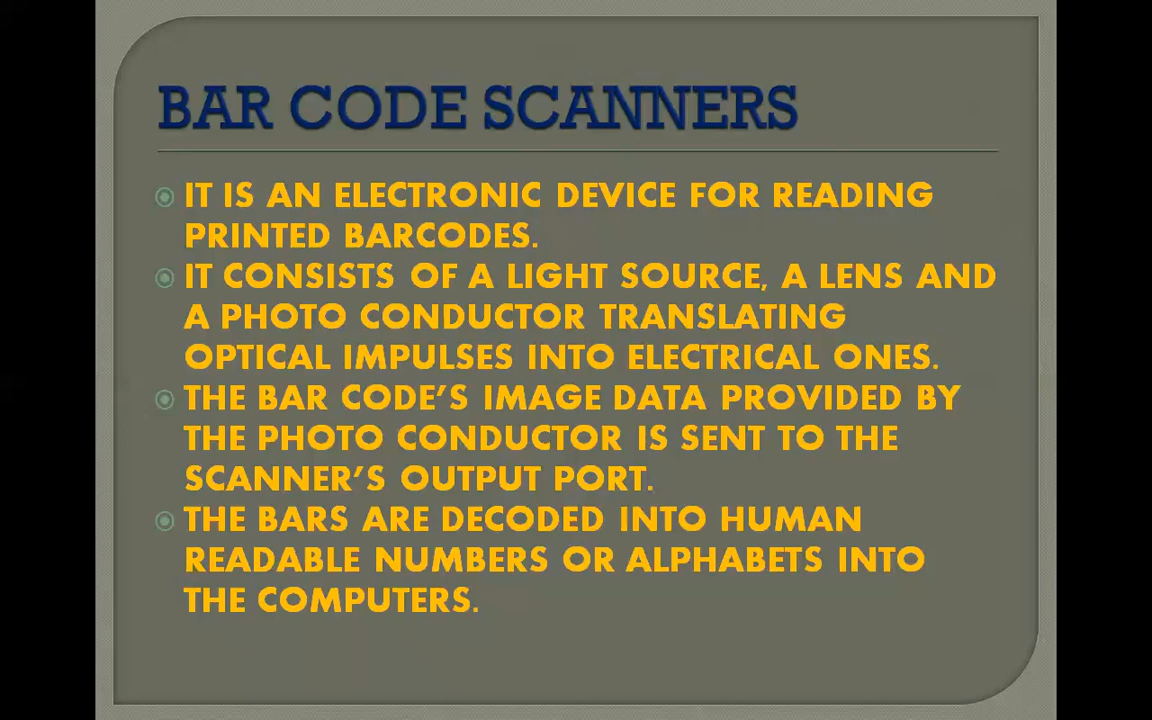 BAR CODE SCANNERS
IT IS AN ELECTRONIC DEVICE FOR READING
PRINTED BARCODES.
IT CONSISTS OF A LIGHT SOURCE, A LENS AND
A PHOTO CONDUCTOR TRANSLATING
OPTICAL IMPULSES INTO ELECTRICAL ONES.
THE BAR CODE’S IMAGE DATA PROVIDED BY
THE PHOTO CONDUCTOR IS SENT TO THE
SCANNER’S OUTPUT PORT.
THE BARS ARE DECODED INTO HUMAN
READABLE NUMBERS OR ALPHABETS INTO
THE COMPUTERS.